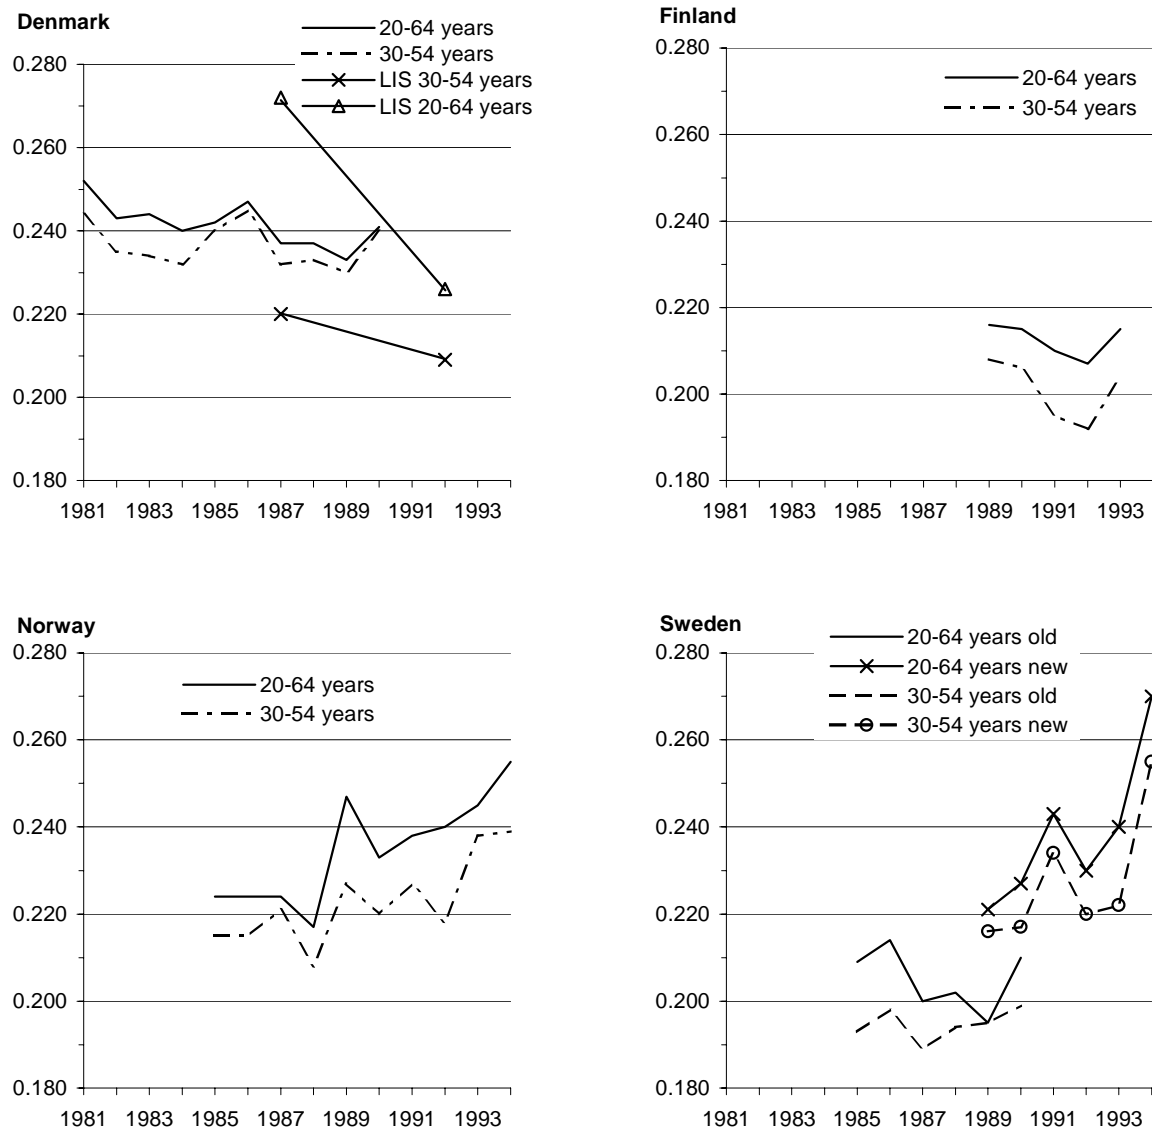 Denmark
20-64 years
30-54 years
LIS 30-54 years
LIS 20-64 years
0.280
0.260
0.240
0.220
0.200
0.180
1981 1983 1985 1987 1989 1991 1993
Finland
20-64 years
30-54 years
0.280
0.260
0.240
0.220
0.200
0.180
1981 1983 1985 1987 1989 1991 1993
Norway
20-64 years
30-54 years
0.280
0.260
0.240
0.220
0.200
0.180
1981 1983 1985 1987 1989 1991 1993
Sweden
20-64 years old
20-64 years new
30-54 years old
30-54 years new
0.280
0.260
0.240
0.220
0.200
0.180
1981 1983 1985 1987 1989 1991 1993